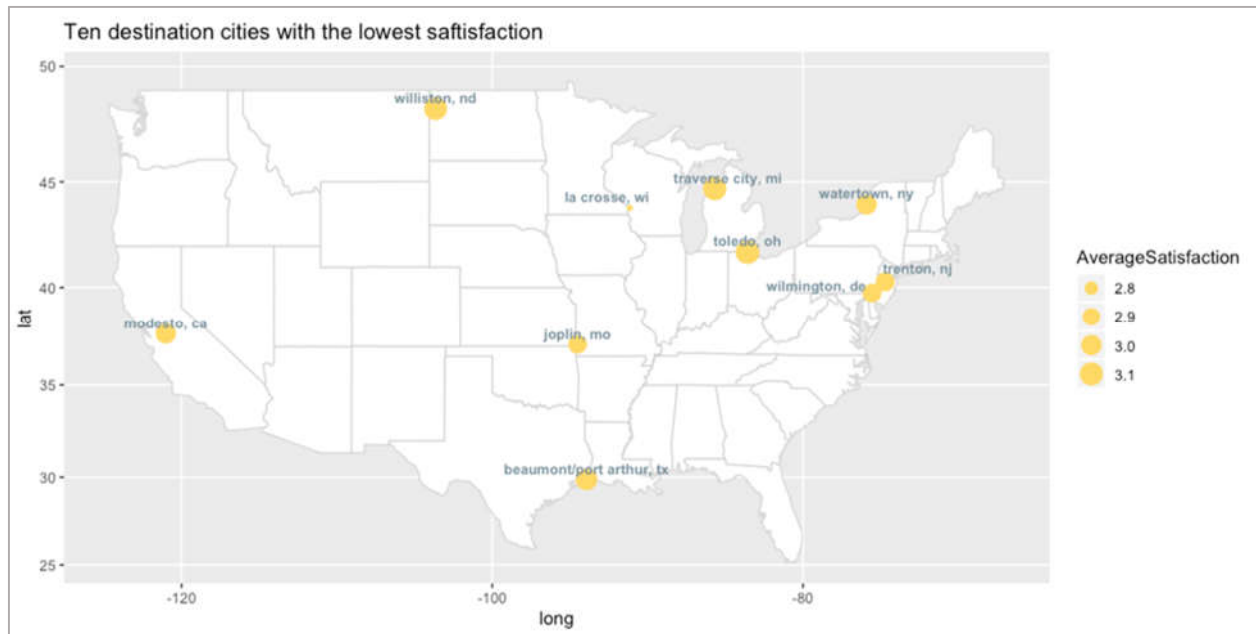 Ten destination cities with the lowest saftisfaction
50
45
40
35
30
25
lat
williston, nd
traverse city, mi
la crosse, wi
watertown, ny
toledo, oh
trenton, nj
wilmington, de
modesto, ca
joplin, mo
beaumont/port arthur, tx
-120
-100
-80
long
AverageSatisfaction
2.8
2.9
3.0
3.1